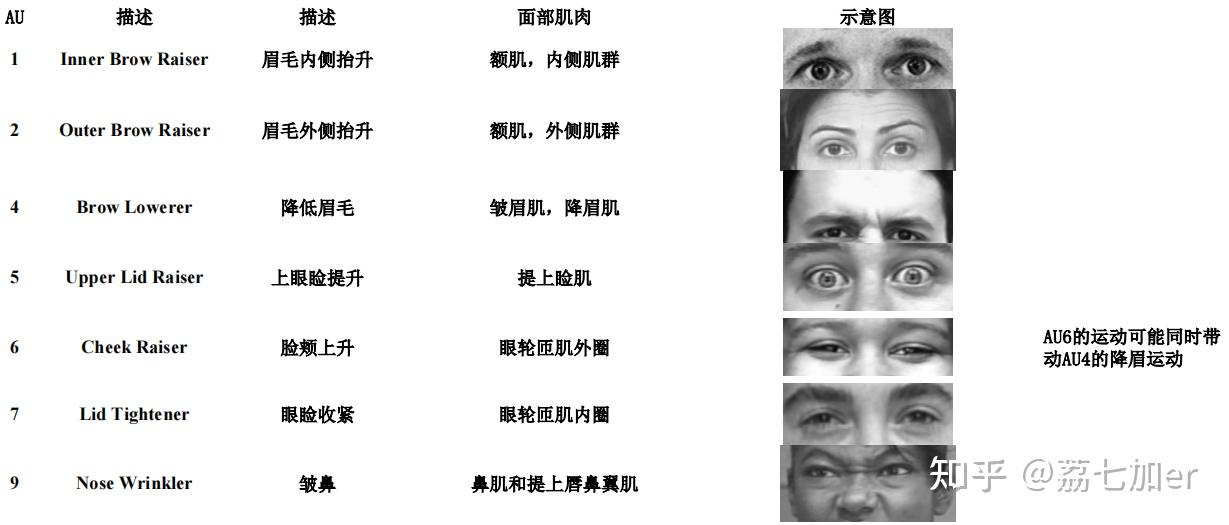 AU 描述 描述 面部肌肉 示意图
1 Inner Brow Raiser 眉毛内侧抬升 额肌，内侧肌群
2 Outer Brow Raiser 眉毛外侧抬升 额肌，外侧肌群
4 Brow Lowerer 降低眉毛 皱眉肌，降眉肌
5 Upper Lid Raiser 上眼睑提升 提上睑肌
6 Cheek Raiser 脸颊上升 眼轮匝肌外圈
AU6的运动可能同时带
动AU4的降眉运动
7 Lid Tightener 眼睑收紧 眼轮匝肌内圈
9 Nose Wrinkler 皱鼻 鼻肌和提上唇鼻翼肌
知乎 @荔七加er